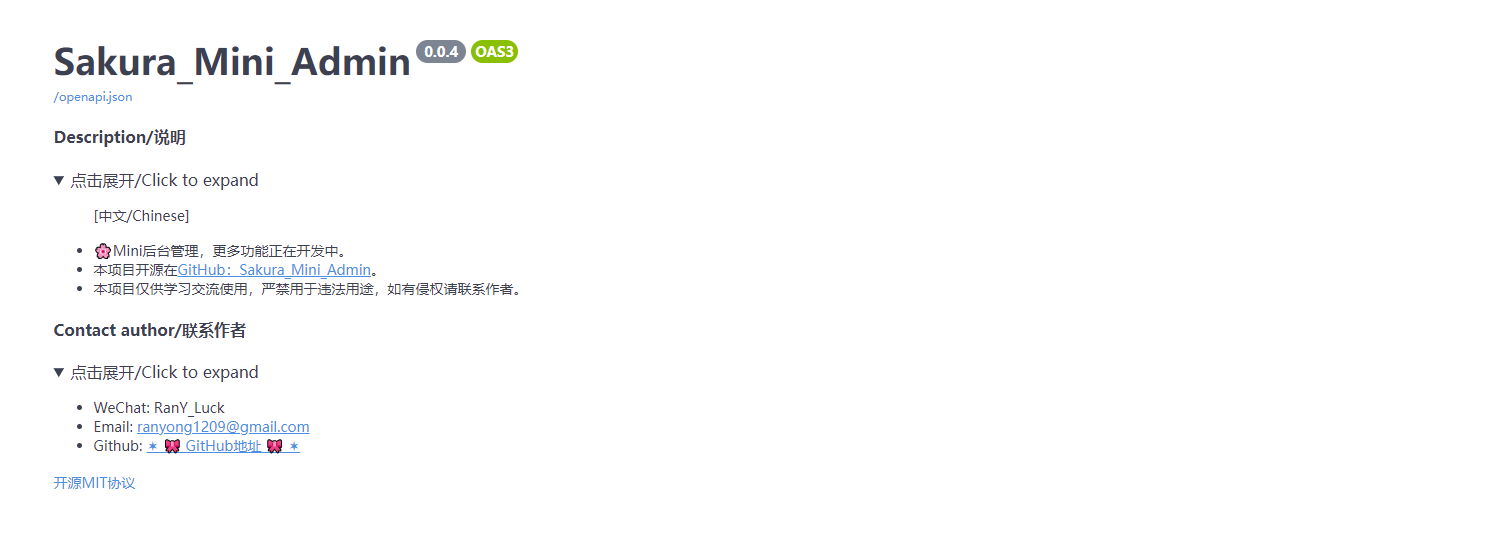 Sakura_Mini_Admin 0.0.4 OAS3
/openapi.json
Description/说明
▼ 点击展开/Click to expand
[中文/Chinese]
• 🌸Mini后台管理，更多功能正在开发中。
• 本项目开源在GitHub：Sakura_Mini_Admin。
• 本项目仅供学习交流使用，严禁用于违法用途，如有侵权请联系作者。
Contact author/联系作者
▼ 点击展开/Click to expand
• WeChat: RanY_Luck
• Email: ranyong1209@gmail.com
• Github: ✶ 🎀 GitHub地址 🎀 ✶
开源MIT协议